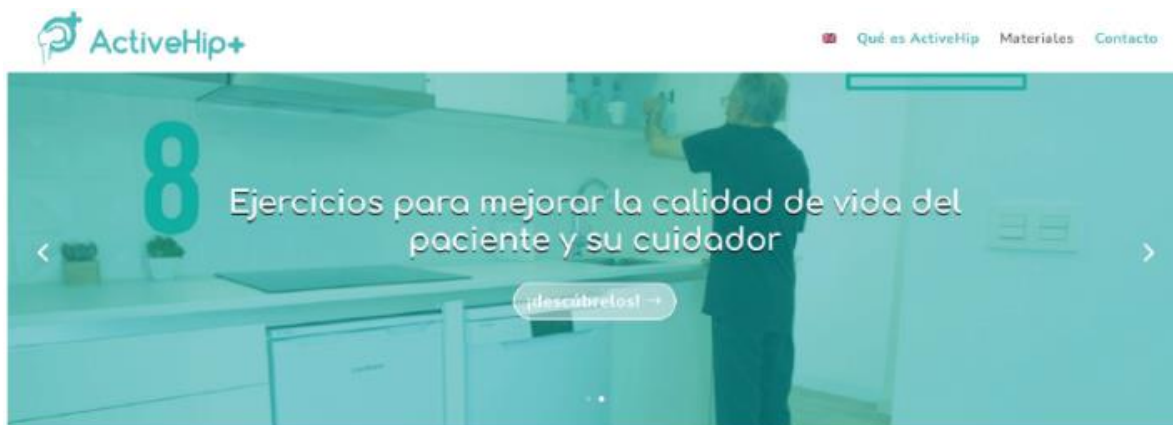 ActiveHip+
Qué es ActiveHip Materiales Contacto
8
Ejercicios para mejorar la calidad de vida del
paciente y su cuidador
¡descúbrelos! →